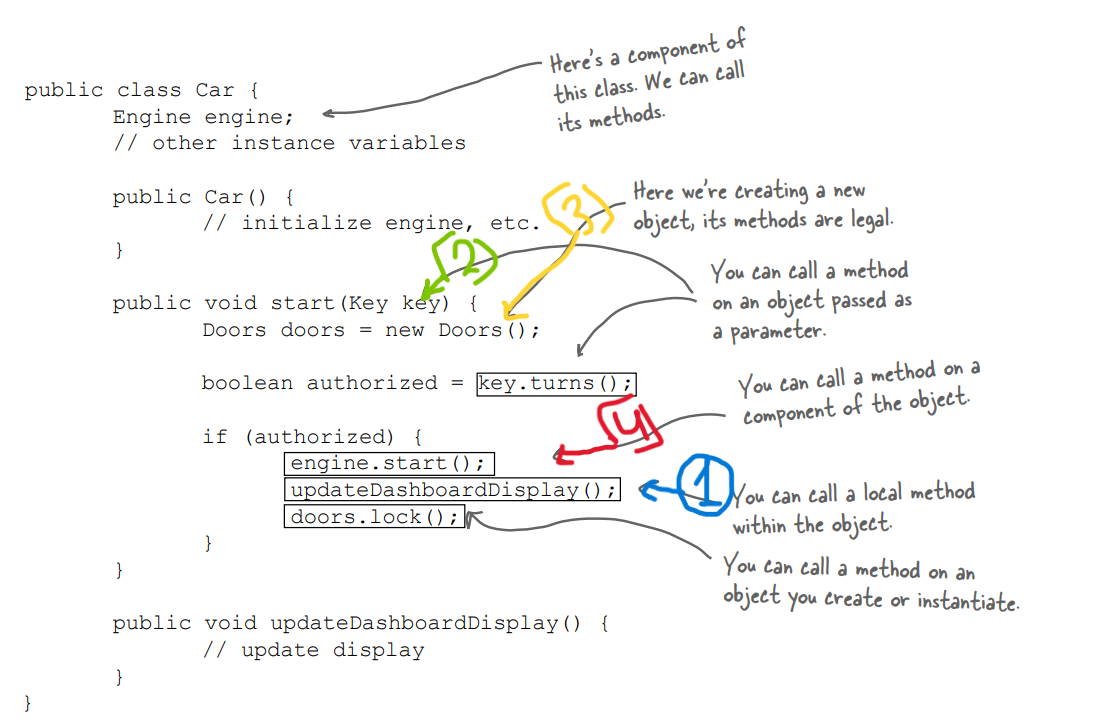 Here's a component of
this class. We can call
its methods.
public class Car {
Engine engine;
// other instance variables
public Car() {
// initialize engine, etc.
}
3
Here we're creating a new
object, its methods are legal.
2
You can call a method
on an object passed as
a parameter.
public void start(Key key) {
Doors doors = new Doors();
boolean authorized = key.turns();
You can call a method on a
component of the object.
4
if (authorized) {
engine.start();
updateDashboardDisplay();
doors.lock();
}
}
1
You can call a local method
within the object.
You can call a method on an
object you create or instantiate.
public void updateDashboardDisplay() {
// update display
}
}